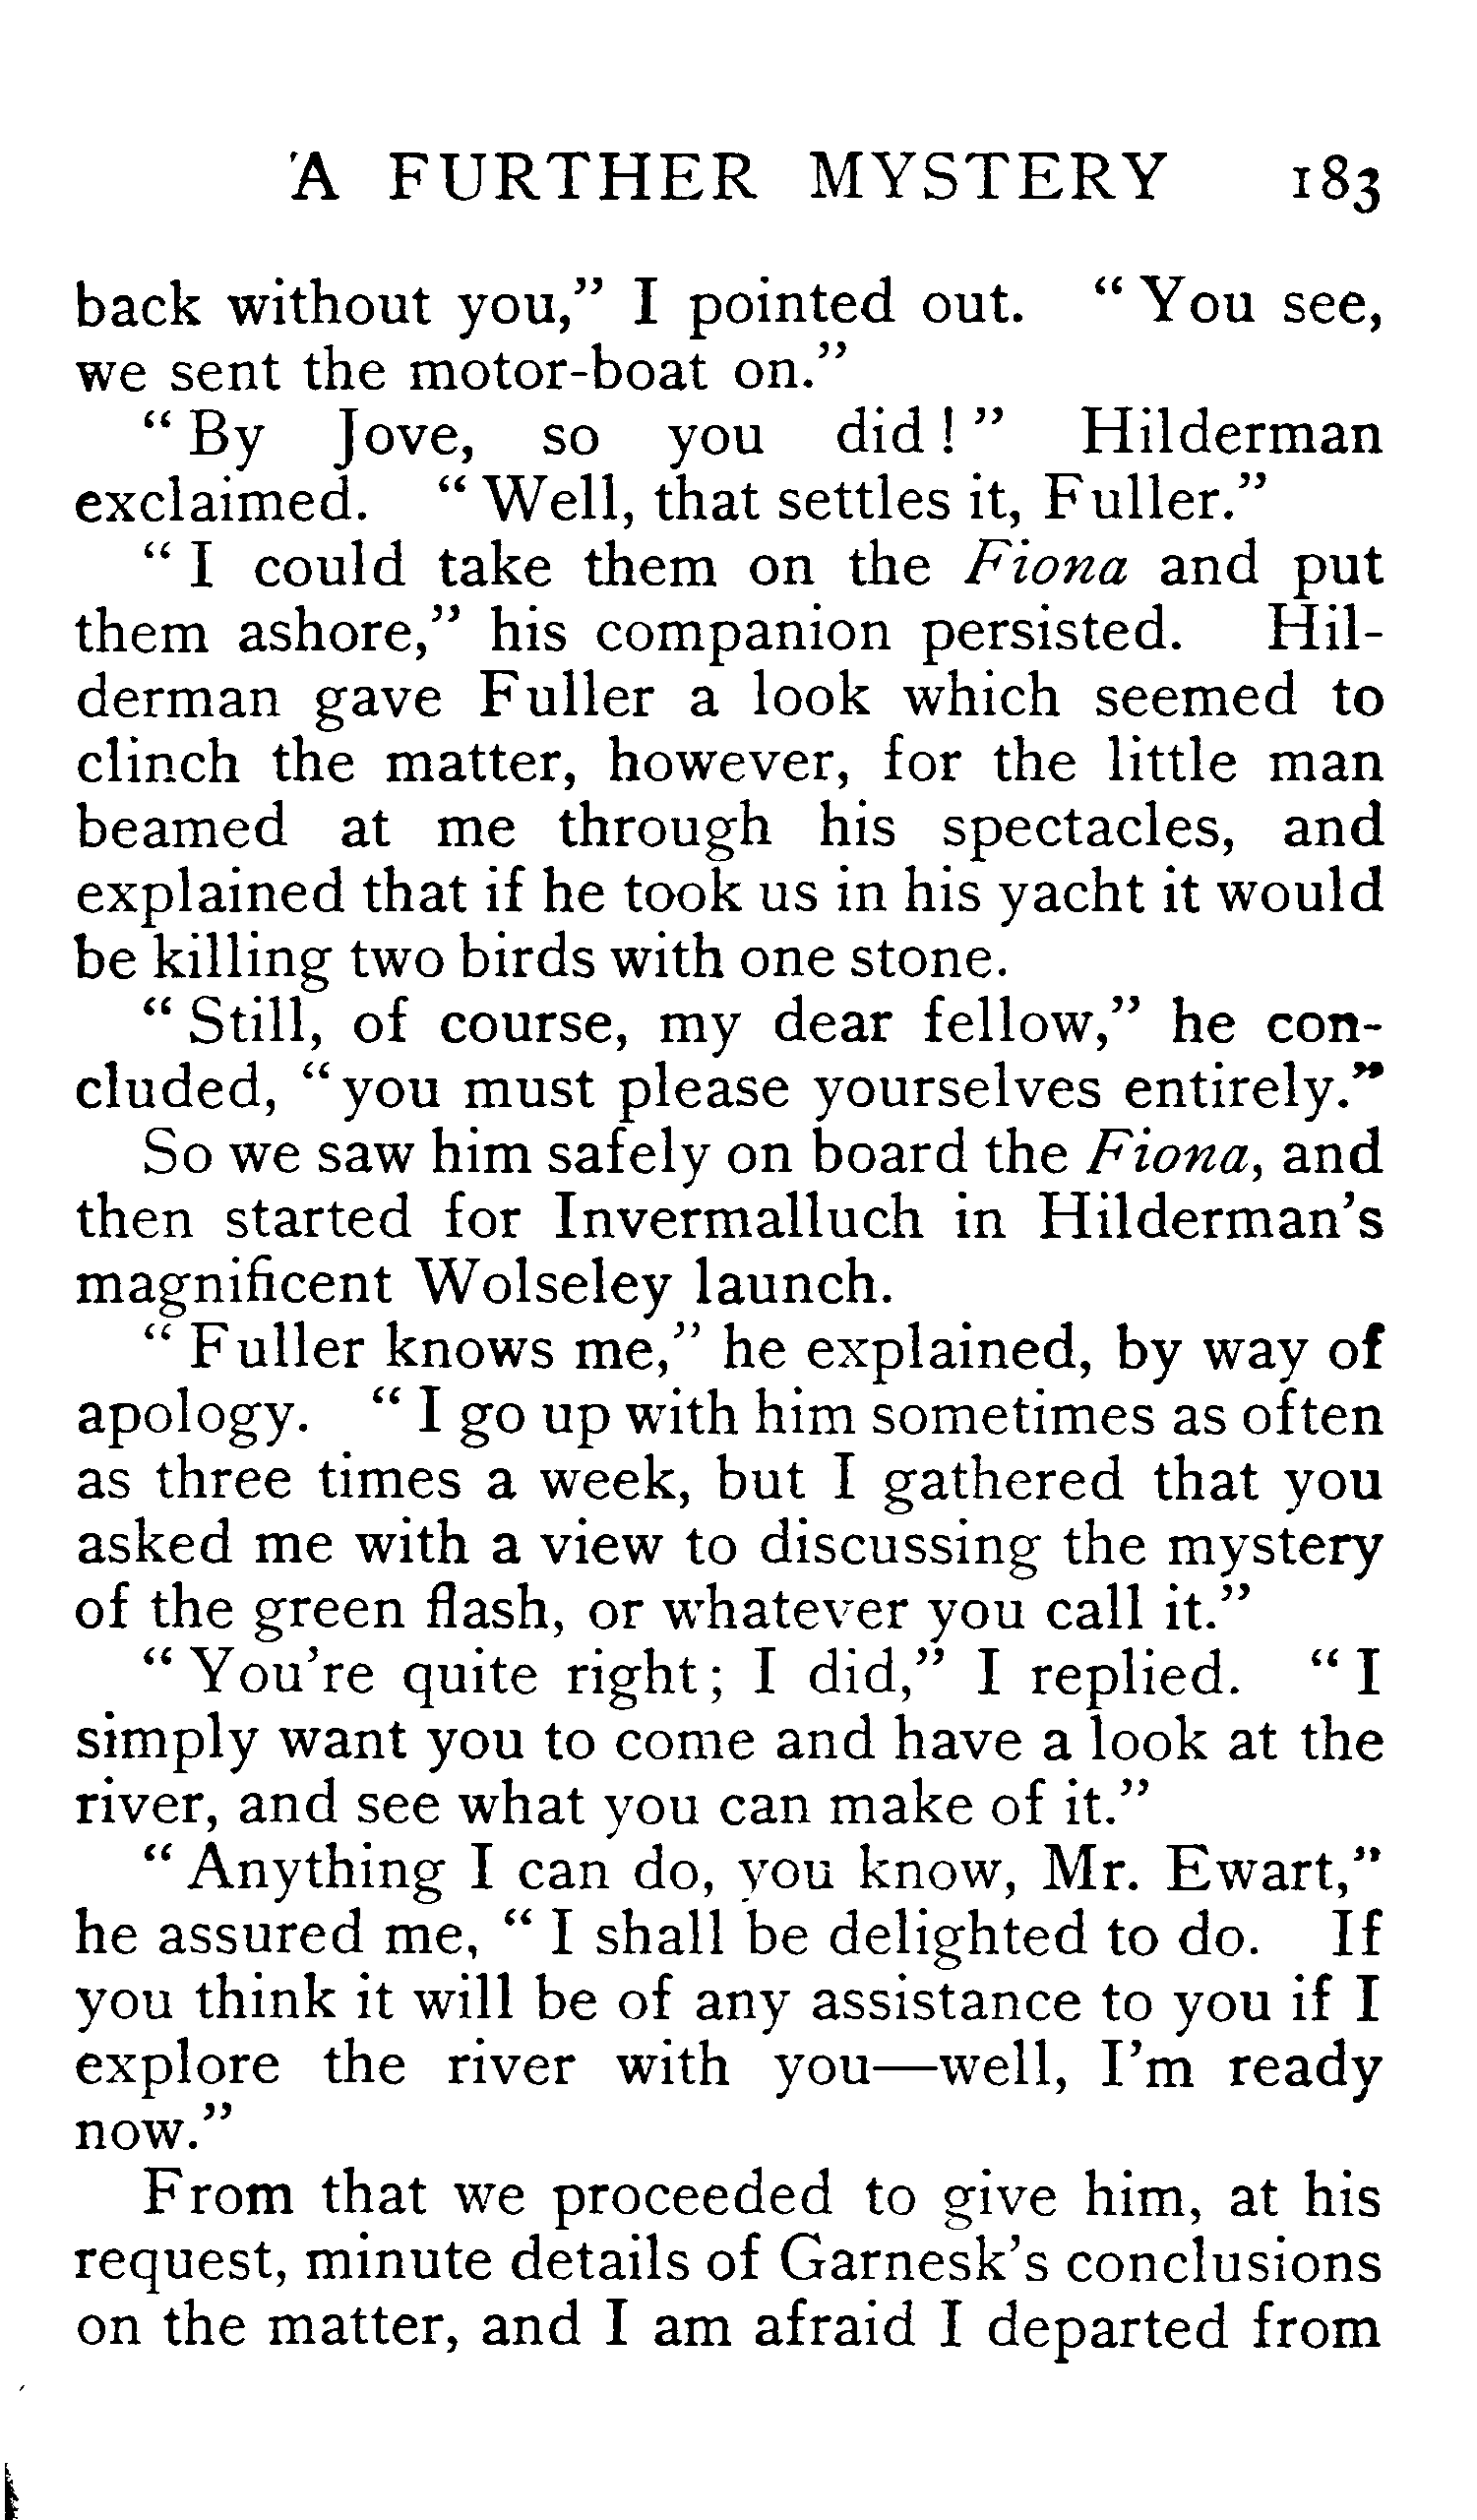 A FURTHER MYSTERY 183
back without you," I pointed out. "You see,
we sent the motor-boat on."
"By Jove, so you did!" Hilderman
exclaimed. "Well, that settles it, Fuller."
"I could take them on the Fiona and put
them ashore," his companion persisted. Hil-
derman gave Fuller a look which seemed to
clinch the matter, however, for the little man
beamed at me through his spectacles, and
explained that if he took us in his yacht it would
be killing two birds with one stone.
"Still, of course, my dear fellow," he con-
cluded, "you must please yourselves entirely."
So we saw him safely on board the Fiona, and
then started for Invermalluch in Hilderman's
magnificent Wolseley launch.
"Fuller knows me," he explained, by way of
apology. "I go up with him sometimes as often
as three times a week, but I gathered that you
asked me with a view to discussing the mystery
of the green flash, or whatever you call it."
"You're quite right; I did," I replied. "I
simply want you to come and have a look at the
river, and see what you can make of it."
"Anything I can do, you know, Mr. Ewart,"
he assured me, "I shall be delighted to do. If
you think it will be of any assistance to you if I
explore the river with you—well, I'm ready
now."
From that we proceeded to give him, at his
request, minute details of Garnesk's conclusions
on the matter, and I am afraid I departed from